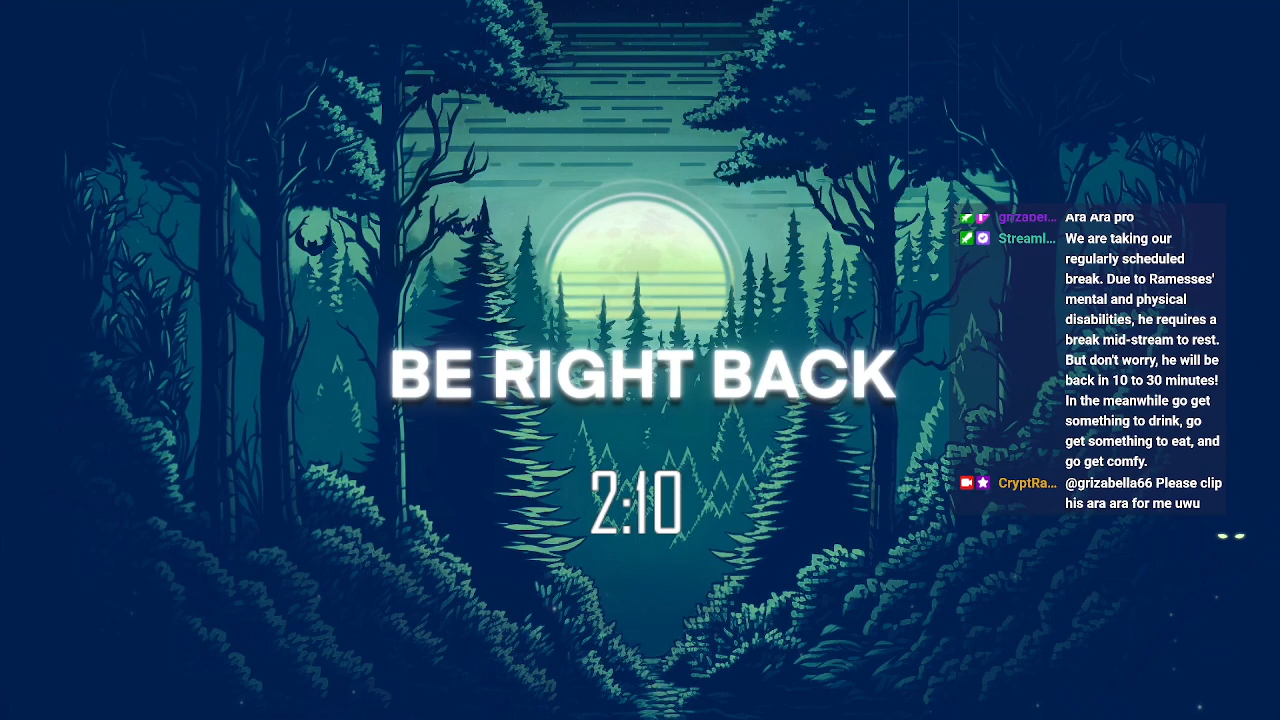 BE RIGHT BACK
2:10
grizabel... Ara Ara pro
Streaml... We are taking our
regularly scheduled
break. Due to Ramesses'
mental and physical
disabilities, he requires a
break mid-stream to rest.
But don't worry, he will be
back in 10 to 30 minutes!
In the meanwhile go get
something to drink, go
get something to eat, and
go get comfy.
CryptRa... @grizabella66 Please clip
his ara ara for me uwu